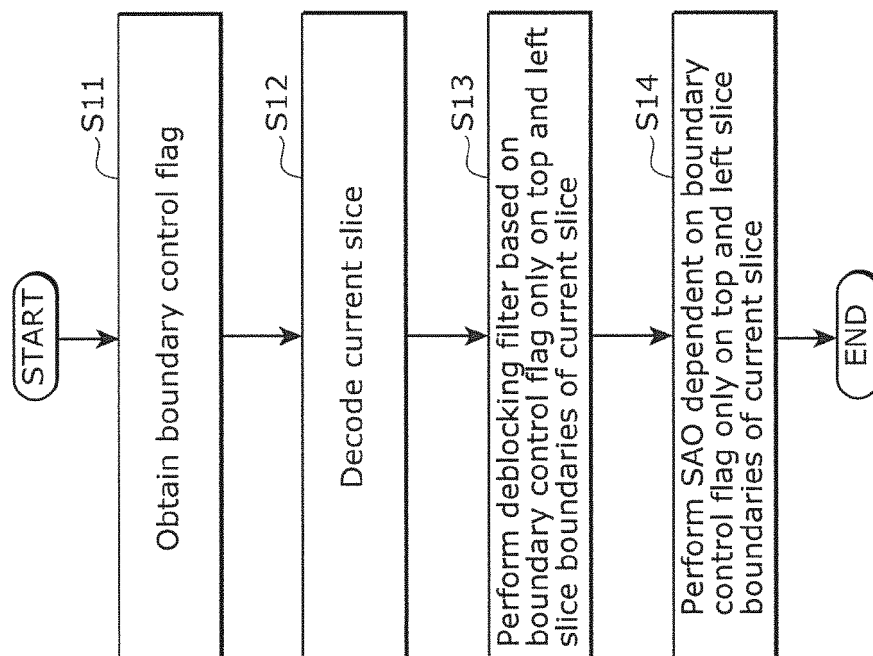 START
S11
Obtain boundary control flag
S12
Decode current slice
S13
Perform deblocking filter based on
boundary control flag only on top and left
slice boundaries of current slice
S14
Perform SAO dependent on boundary
control flag only on top and left slice
boundaries of current slice
END